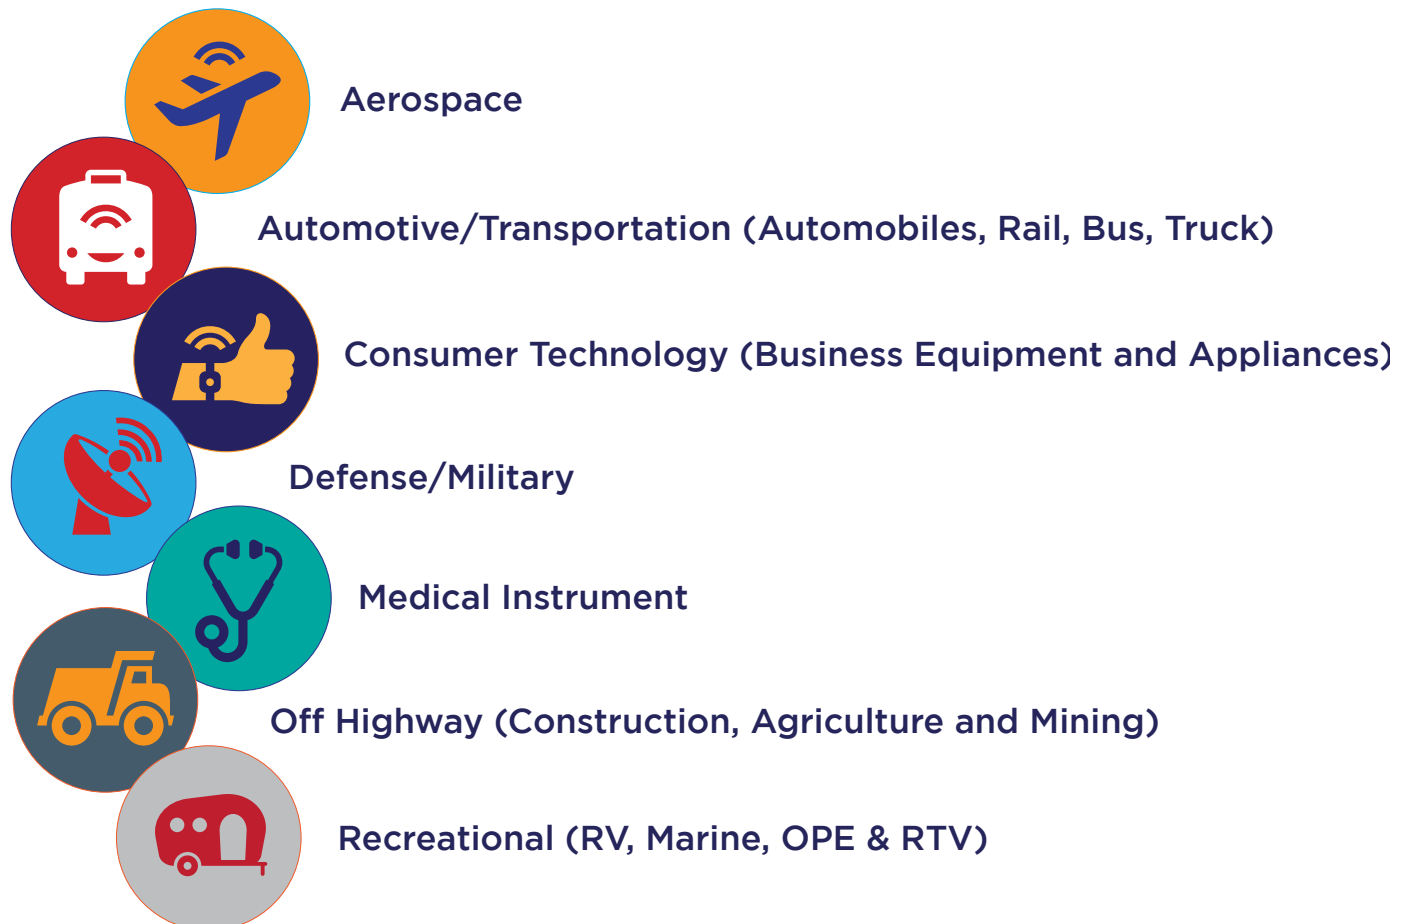 Aerospace
Automotive/Transportation (Automobiles, Rail, Bus, Truck)
Consumer Technology (Business Equipment and Appliances)
Defense/Military
Medical Instrument
Off Highway (Construction, Agriculture and Mining)
Recreational (RV, Marine, OPE & RTV)